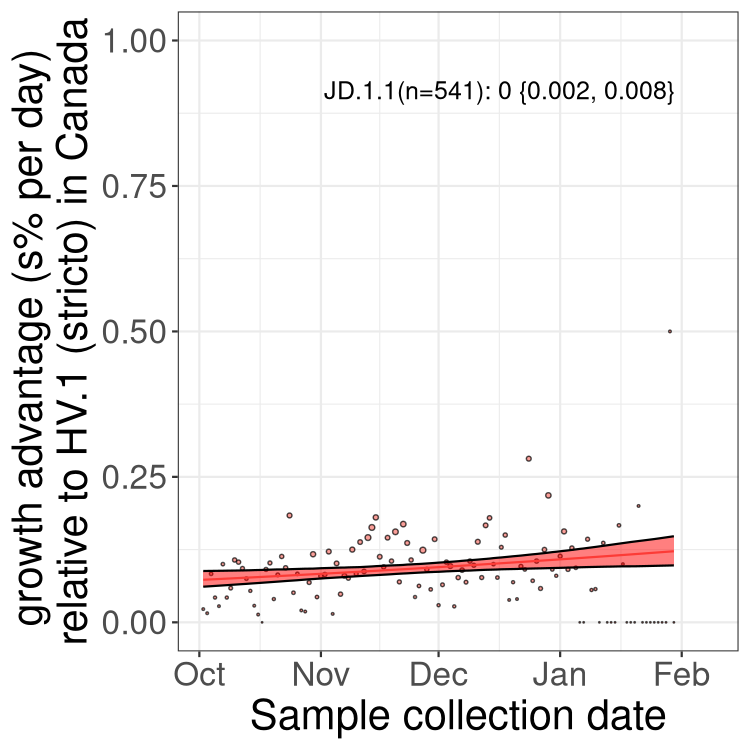 growth advantage (s% per day)
relative to HV.1 (stricto) in Canada
1.00
0.75
0.50
0.25
0.00
JD.1.1(n=541): 0 {0.002, 0.008}
Oct Nov Dec Jan Feb
Sample collection date